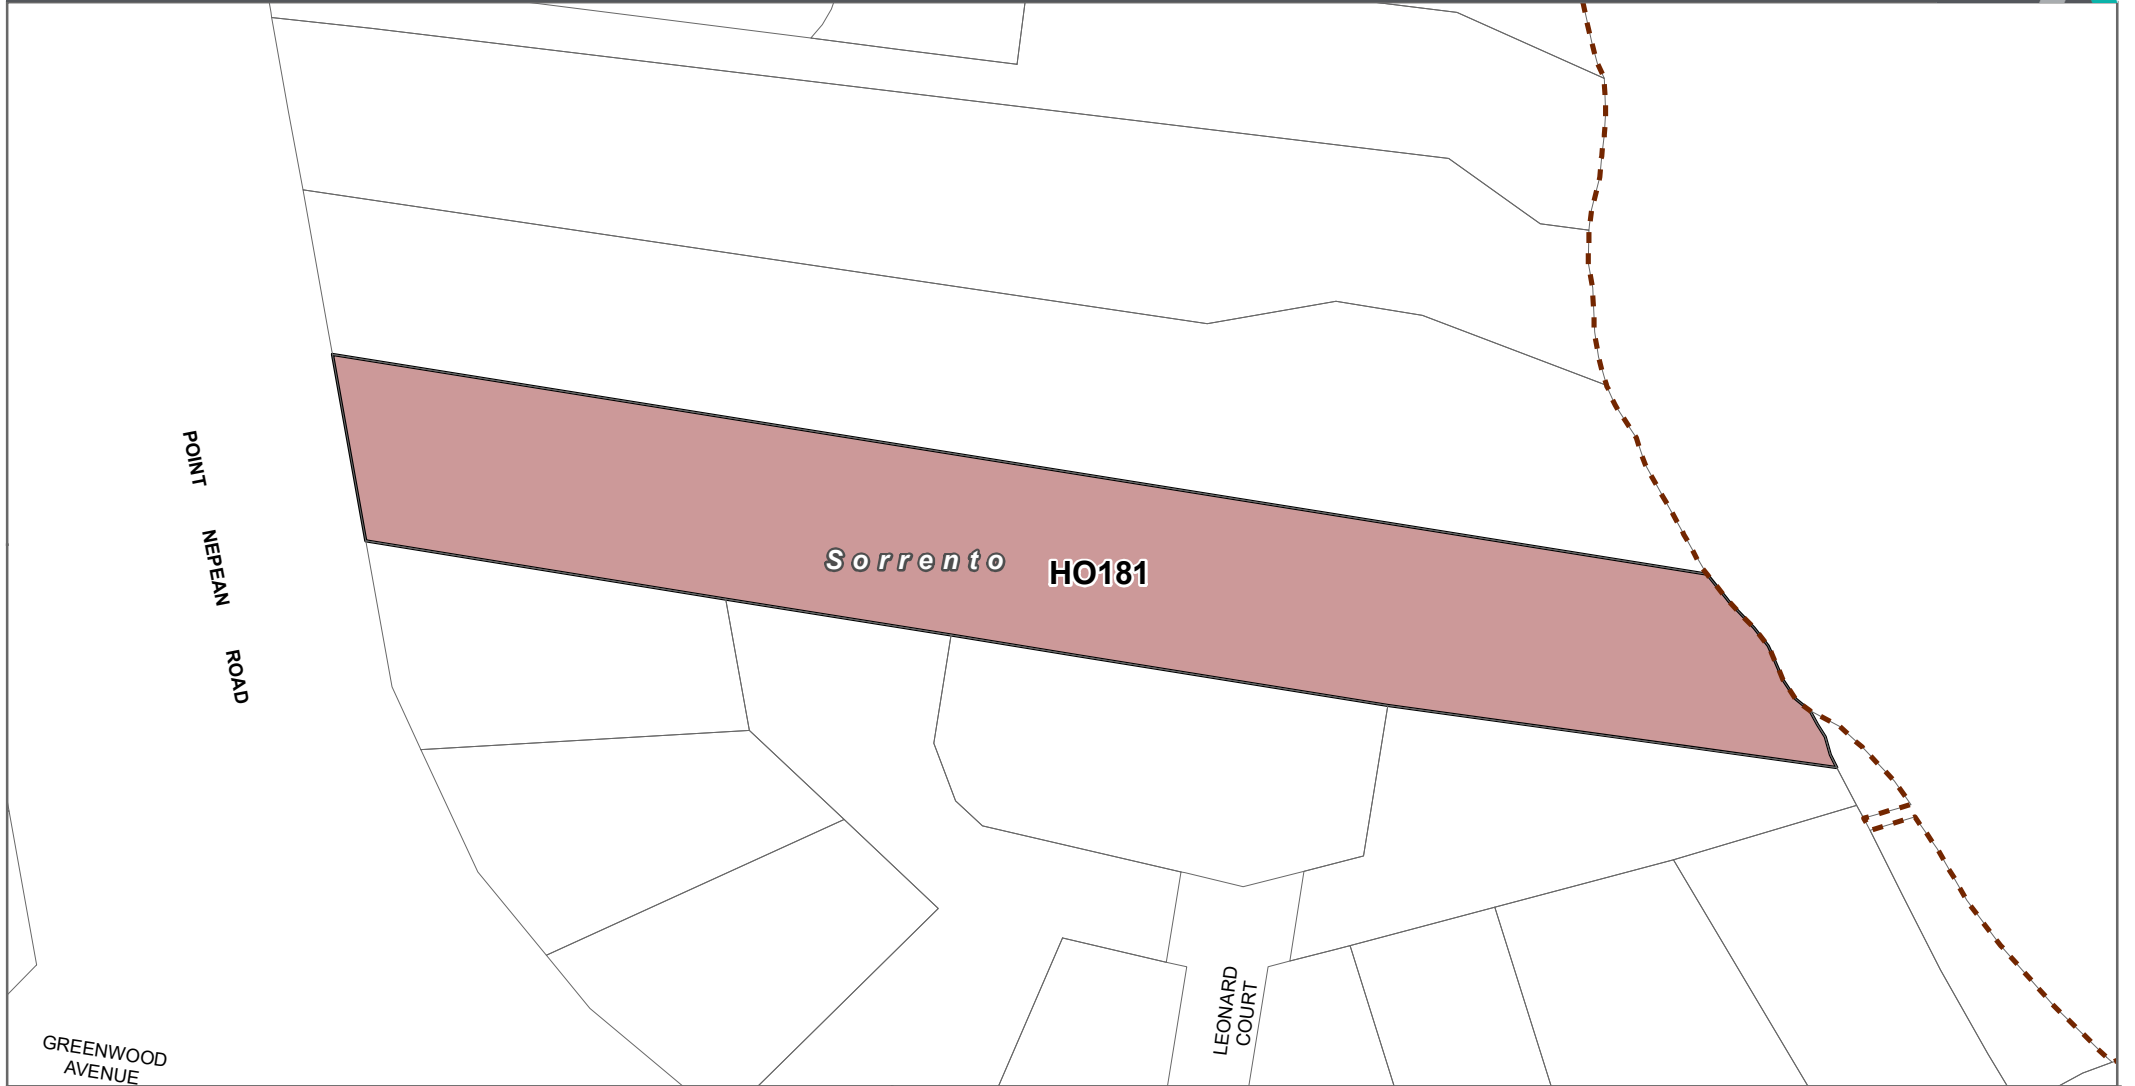 POINT NEPEAN ROAD
Sorrento
HO181
LEONARD
COURT
GREENWOOD
AVENUE